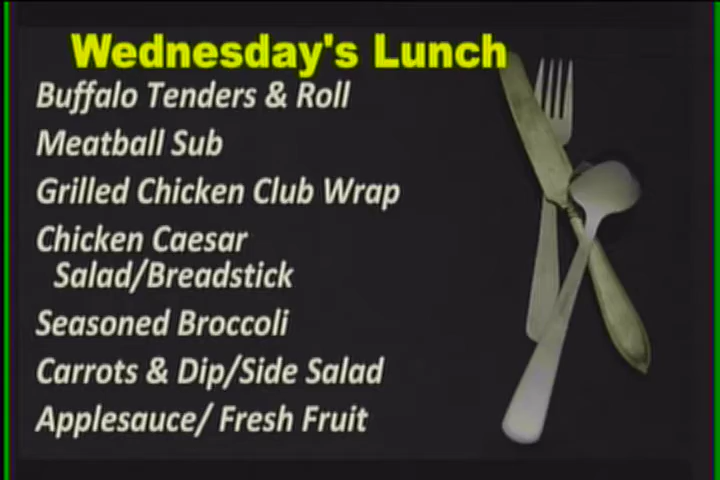 Wednesday's Lunch
Buffalo Tenders & Roll
Meatball Sub
Grilled Chicken Club Wrap
Chicken Caesar
Salad/Breadstick
Seasoned Broccoli
Carrots & Dip/Side Salad
Applesauce/ Fresh Fruit